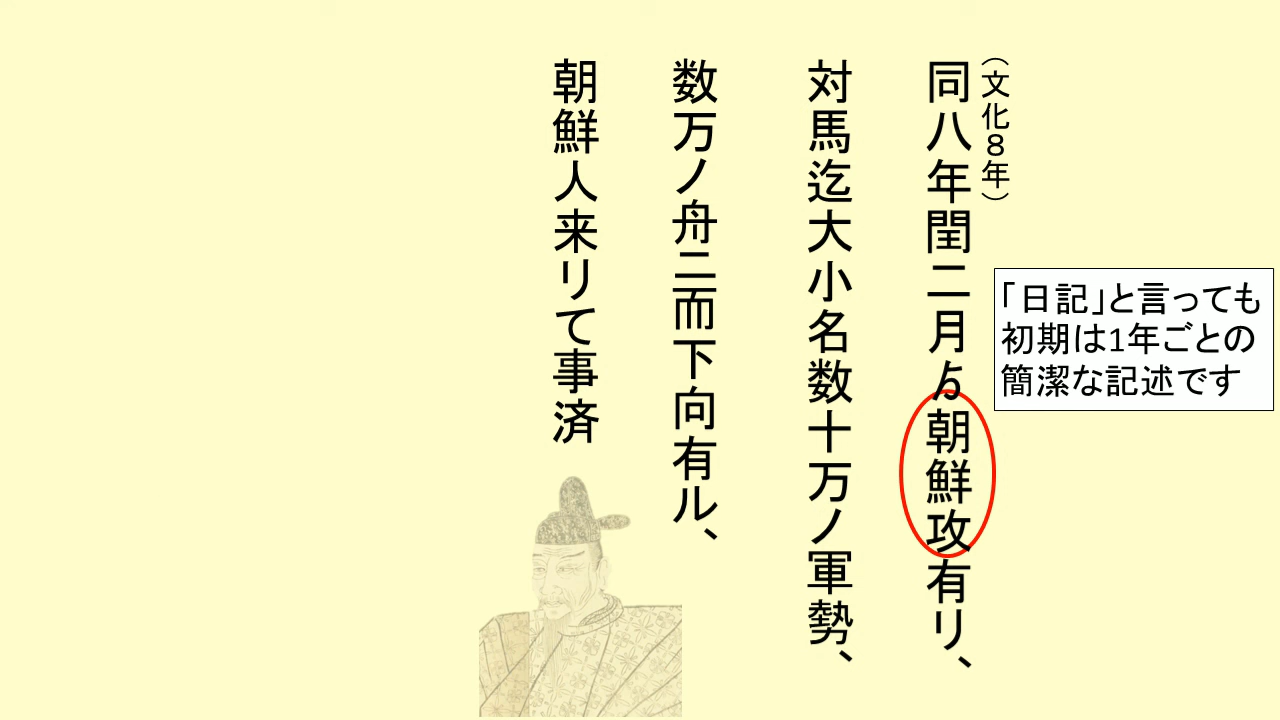 (文化８年)
同八年閏二月ゟ朝鮮攻有リ、
対馬迄大小名数十万ノ軍勢、
数万ノ舟ニ而下向有ル、
朝鮮人来リて事済
「日記」と言っても
初期は1年ごとの
簡潔な記述です